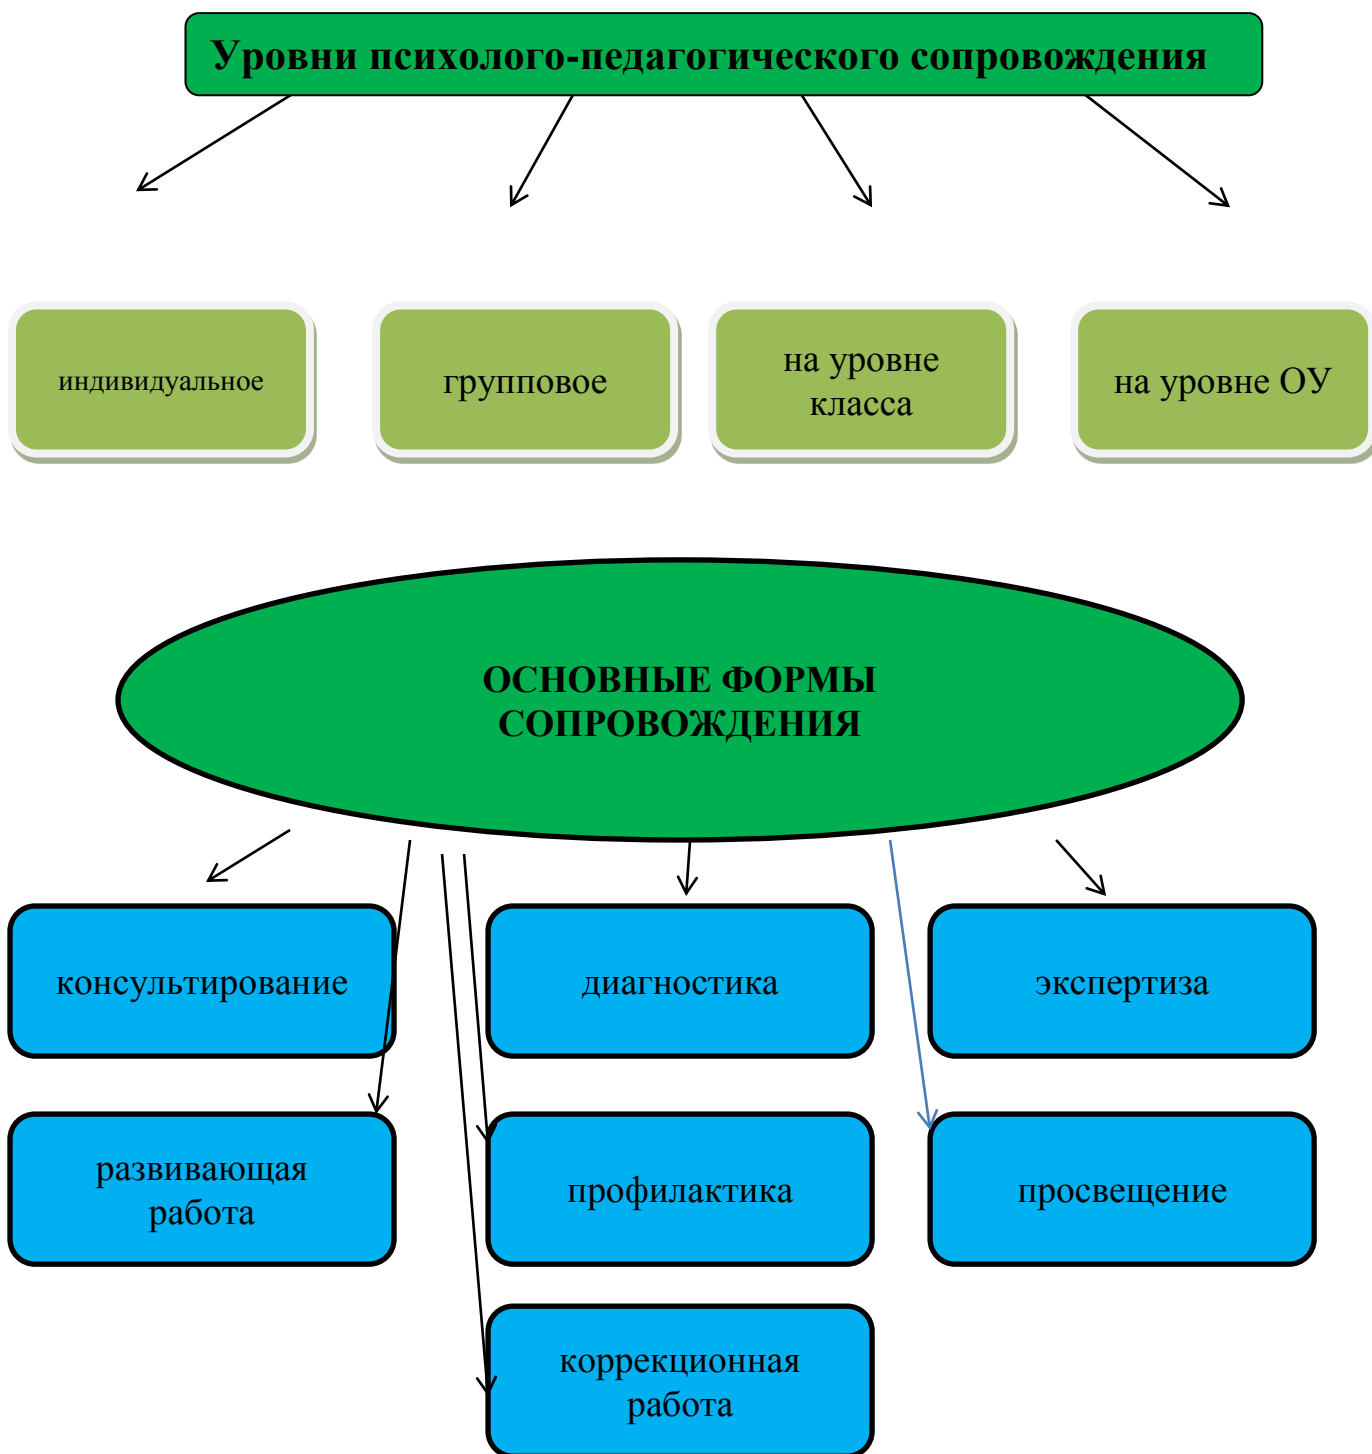 Уровни психолого-педагогического сопровождения
индивидуальное
групповое
на уровне
класса
на уровне ОУ
ОСНОВНЫЕ ФОРМЫ
СОПРОВОЖДЕНИЯ
консультирование
диагностика
экспертиза
развивающая
работа
профилактика
просвещение
коррекционная
работа